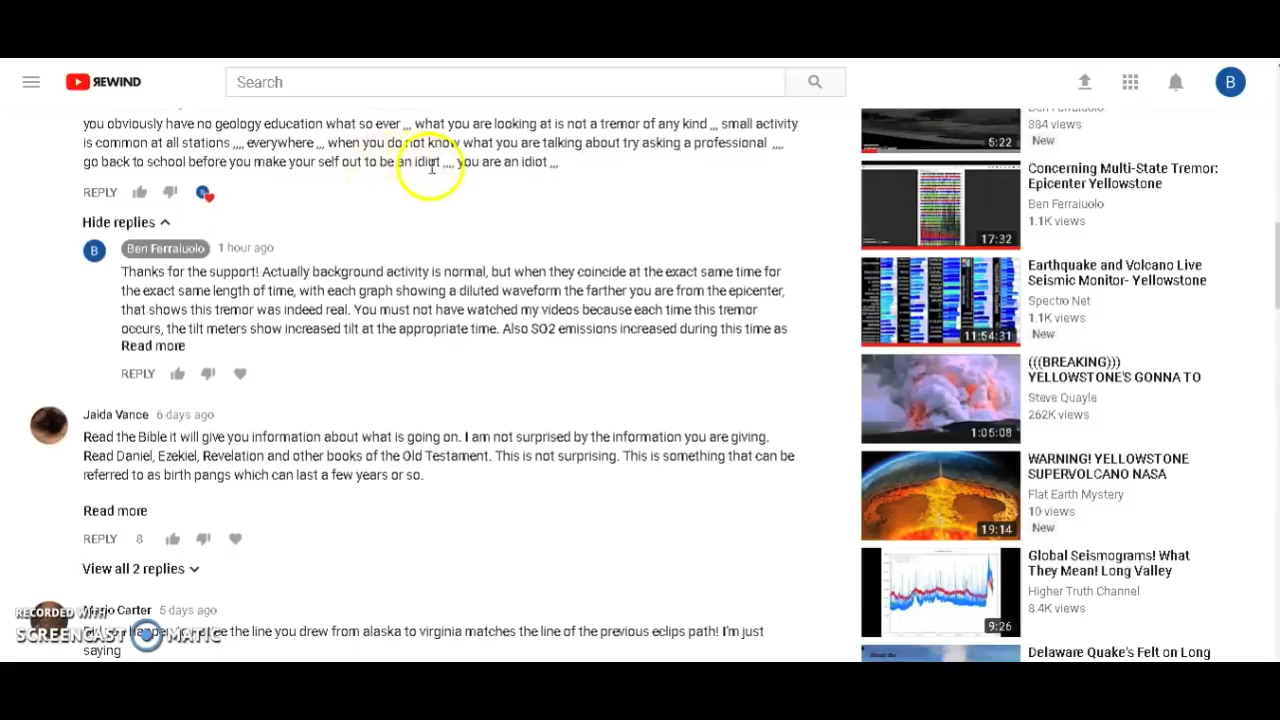 REWIND
Search
B
you obviously have no geology education what so ever ,,, what you are looking at is not a tremor of any kind ,,, small activity
is common at all stations ,,,, everywhere ,,, when you do not know what you are talking about try asking a professional ,,,,
go back to school before you make your self out to be an idiot ,,,, you are an idiot ,,,
REPLY
Hide replies
B
Ben Ferraiuolo 1 hour ago
Thanks for the support! Actually background activity is normal, but when they coincide at the exact same time for
the exact same length of time, with each graph showing a diluted waveform the farther you are from the epicenter,
that shows this tremor was indeed real. You must not have watched my videos because each time this tremor
occurs, the tilt meters show increased tilt at the appropriate time. Also SO2 emissions increased during this time as
Read more
REPLY
Jaida Vance 6 days ago
Read the Bible it will give you information about what is going on. I am not surprised by the information you are giving.
Read Daniel, Ezekiel, Revelation and other books of the Old Testament. This is not surprising. This is something that can be
referred to as birth pangs which can last a few years or so.
Read more
REPLY 8
View all 2 replies
Mario Carter 5 days ago
the line you drew from alaska to virginia matches the line of the previous eclips path! I'm just
saying
RECORDED WITH
SCREENCAST MATIC
Ben Ferraiuolo
384 views
New
5:22
Concerning Multi-State Tremor:
Epicenter Yellowstone
Ben Ferraiuolo
1.1K views
17:32
Earthquake and Volcano Live
Seismic Monitor- Yellowstone
Spectro Net
1.1K views
New
11:54:31
(((BREAKING)))
YELLOWSTONE'S GONNA TO
Steve Quayle
262K views
1:05:08
WARNING! YELLOWSTONE
SUPERVOLCANO NASA
Flat Earth Mystery
10 views
New
19:14
Global Seismograms! What
They Mean! Long Valley
Higher Truth Channel
8.4K views
9:26
Delaware Quake's Felt on Long